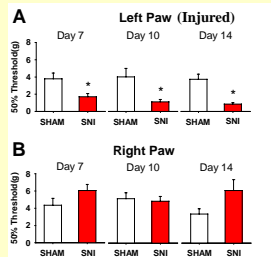 A Left Paw (Injured)
Day 7 Day 10 Day 14
50% Threshold(g)
8
6
4
2
0
* * *
SHAM SNI SHAM SNI SHAM SNI
B Right Paw
Day 7 Day 10 Day 14
50% Threshold(g)
8
6
4
2
0
SHAM SNI SHAM SNI SHAM SNI